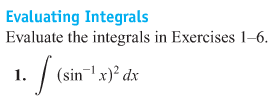 Evaluating Integrals
Evaluate the integrals in Exercises 1–6.
1. ∫ (sin⁻¹ x)² dx